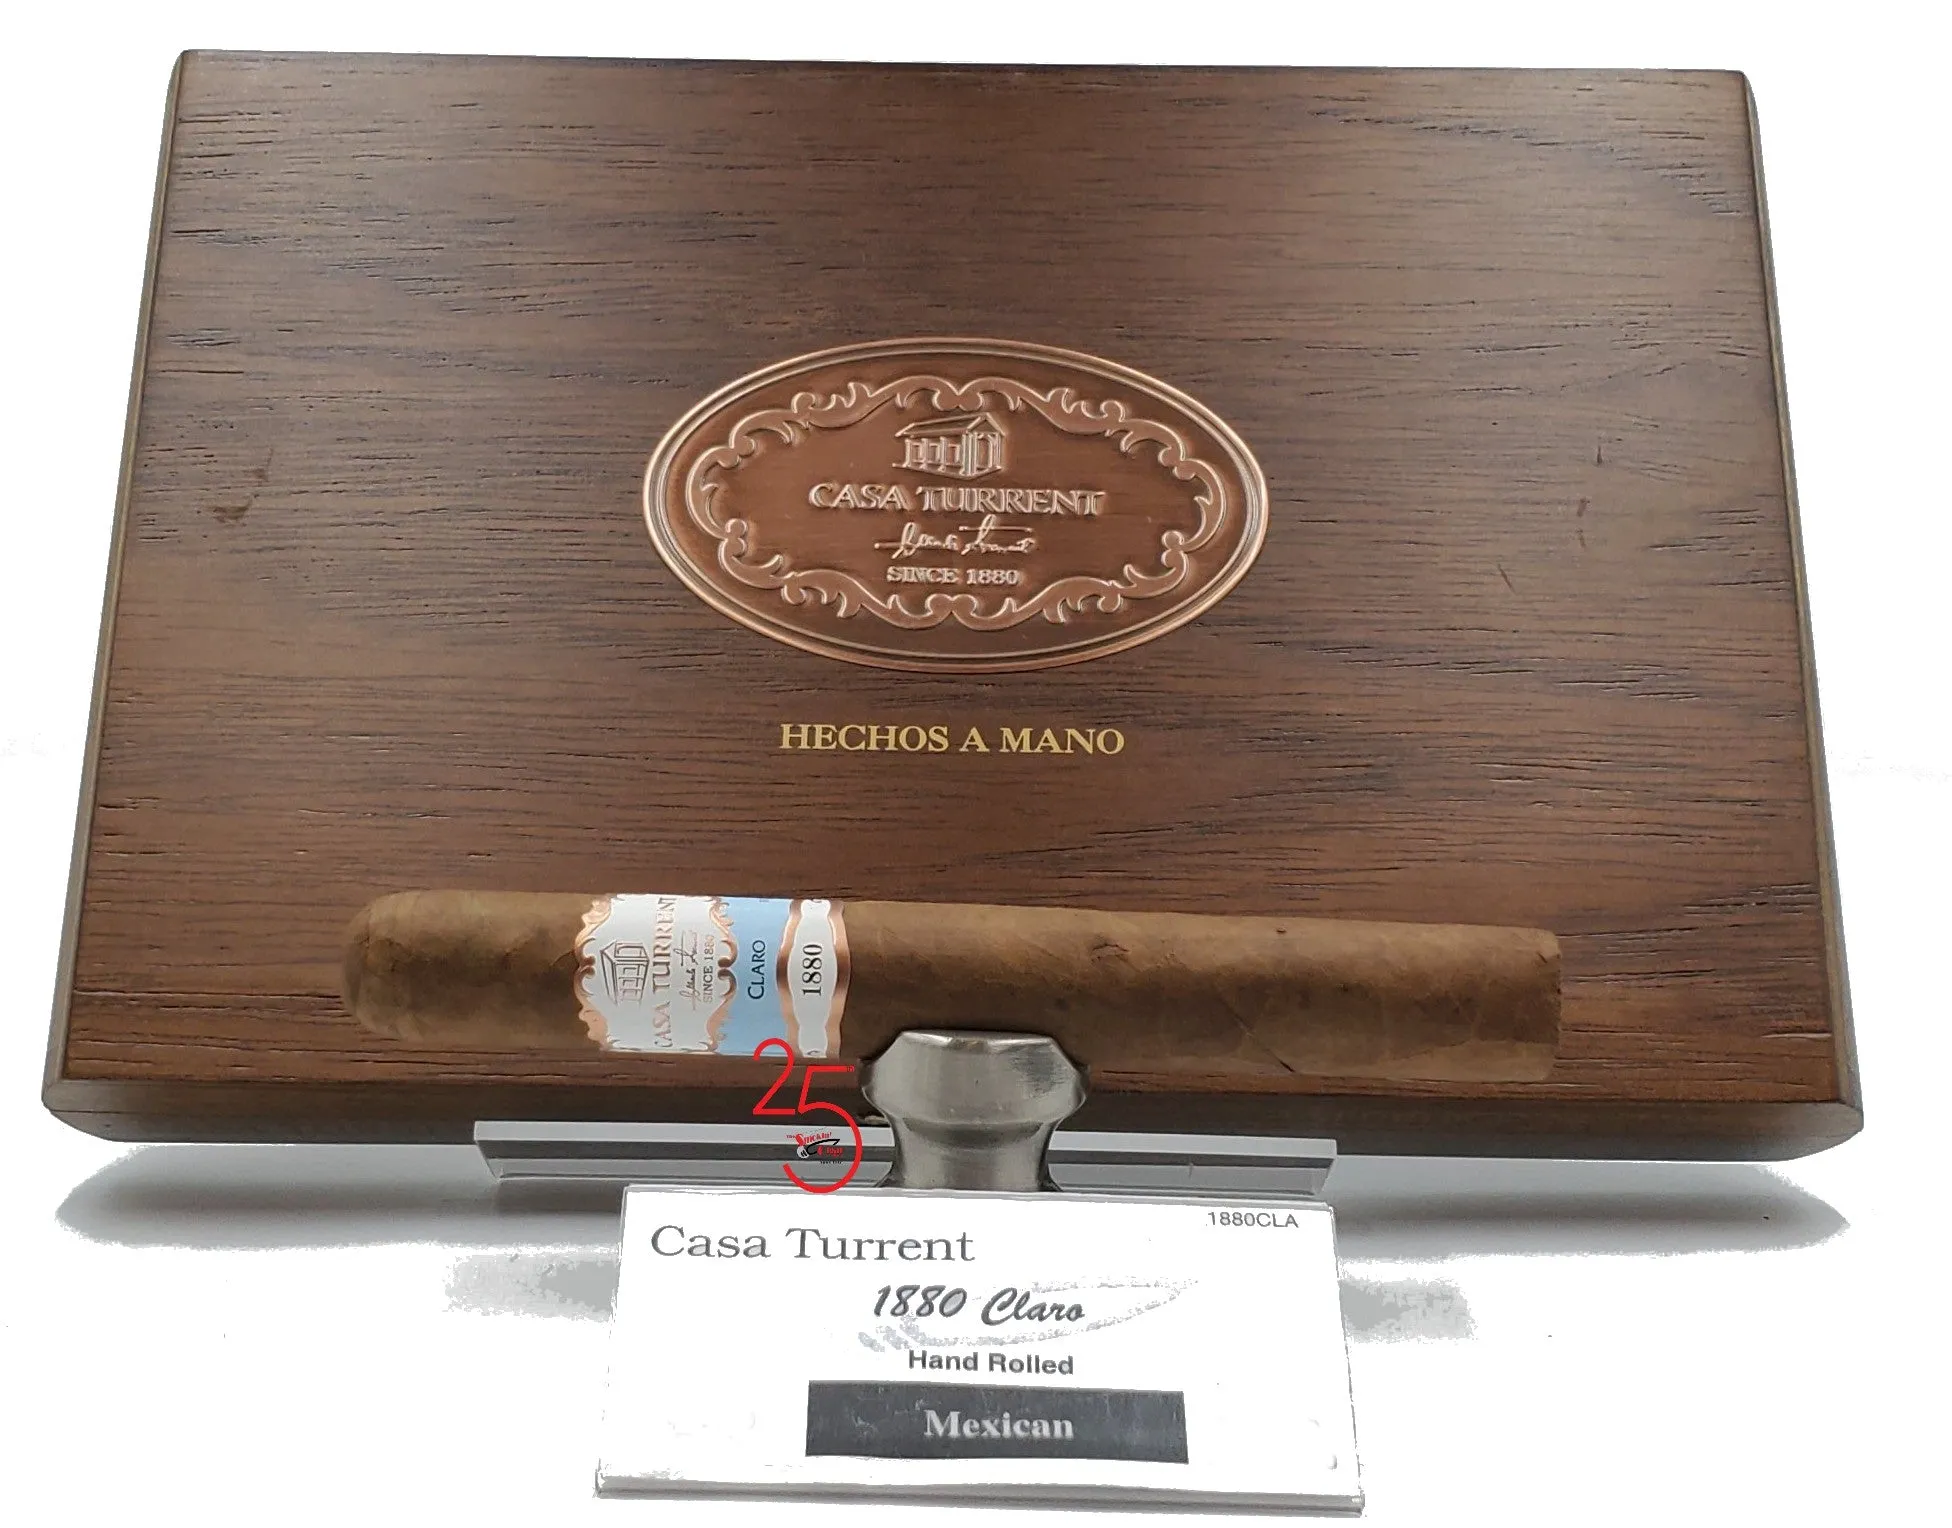 CASA TURRENT
SINCE 1880
HECHOS A MANO
CASA TURRENT
SINCE 1880
CLARO
1880
25
Casa Turrent
1880CLA
1880 Claro
Hand Rolled
Mexican